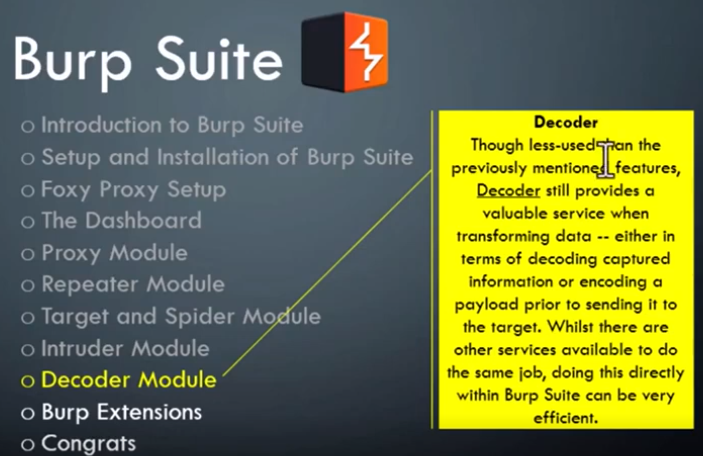 Burp Suite
o Introduction to Burp Suite
o Setup and Installation of Burp Suite
o Foxy Proxy Setup
o The Dashboard
o Proxy Module
o Repeater Module
o Target and Spider Module
o Intruder Module
o Decoder Module
o Burp Extensions
o Congrats
Decoder
Though less-used than the
previously mentioned features,
Decoder still provides a
valuable service when
transforming data -- either in
terms of decoding captured
information or encoding a
payload prior to sending it to
the target. Whilst there are
other services available to do
the same job, doing this directly
within Burp Suite can be very
efficient.